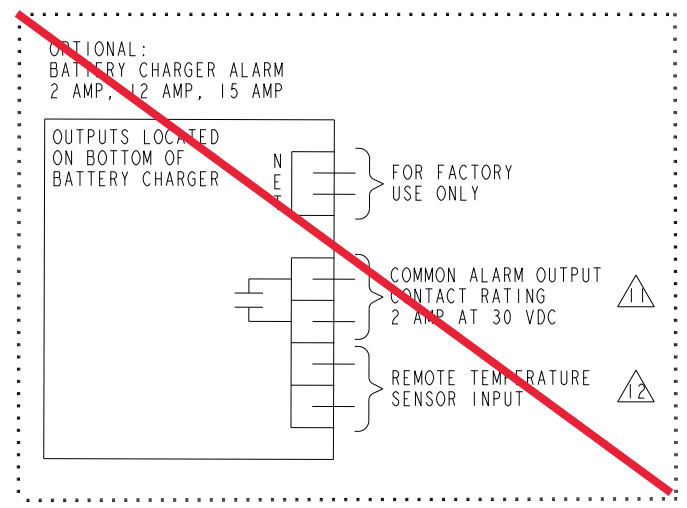 OPTIONAL:
BATTERY CHARGER ALARM
2 AMP, 12 AMP, 15 AMP
OUTPUTS LOCATED
ON BOTTOM OF
BATTERY CHARGER
NET
FOR FACTORY
USE ONLY
COMMON ALARM OUTPUT
CONTACT RATING
2 AMP AT 30 VDC
11
REMOTE TEMPERATURE
SENSOR INPUT
12